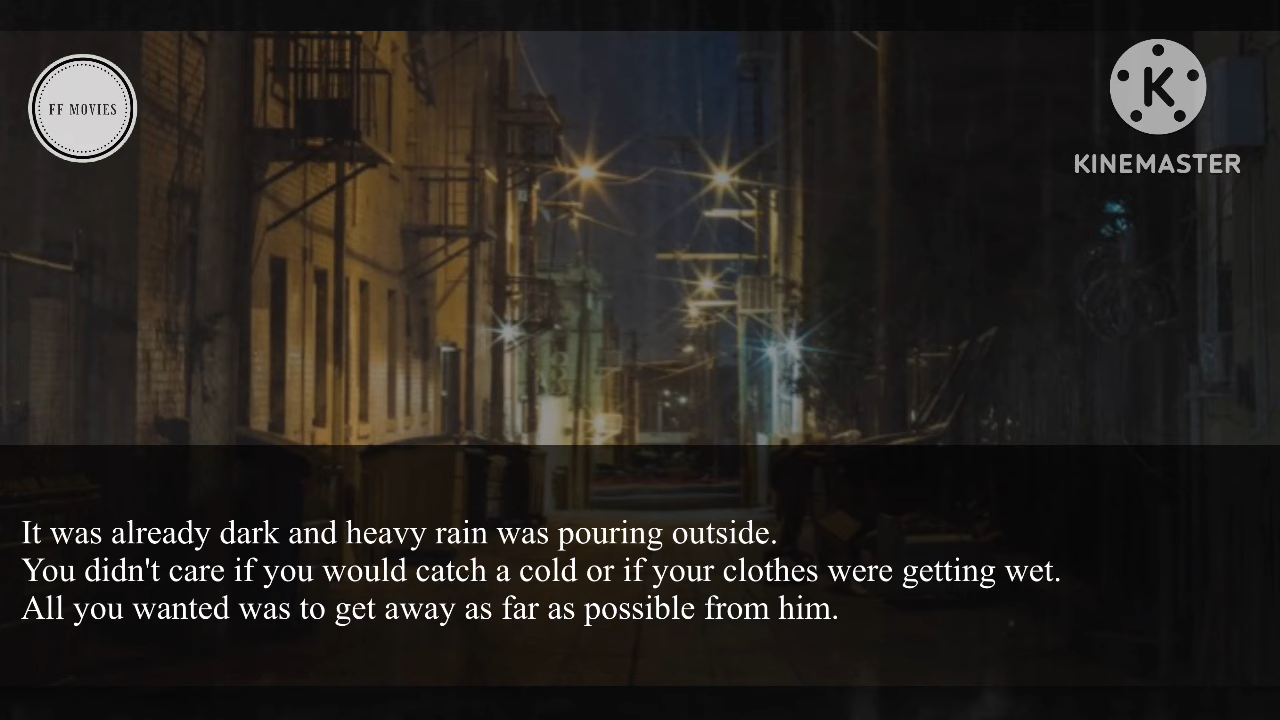 FF MOVIES
K
KINEMASTER
It was already dark and heavy rain was pouring outside.
You didn't care if you would catch a cold or if your clothes were getting wet.
All you wanted was to get away as far as possible from him.